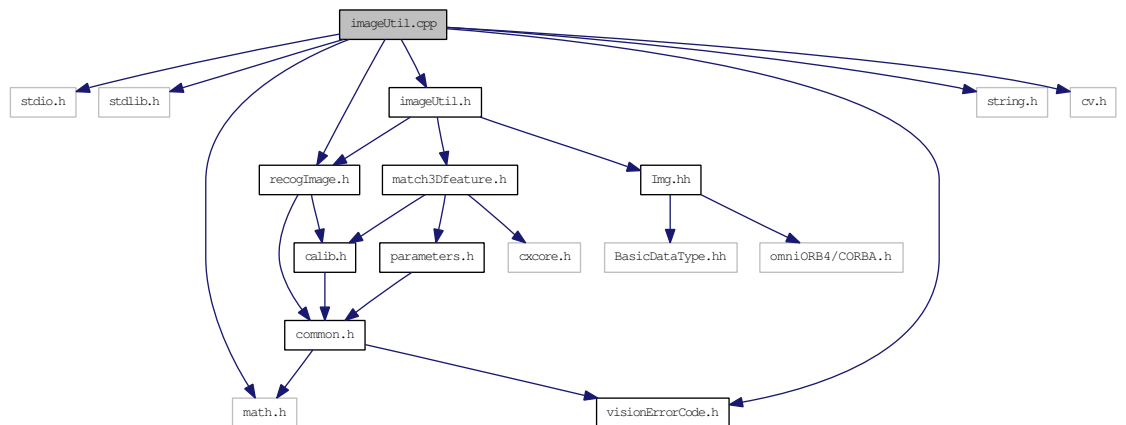 imageUtil.cpp
stdio.h
stdlib.h
imageUtil.h
string.h
cv.h
recogImage.h
match3Dfeature.h
Img.hh
calib.h
parameters.h
cxcore.h
BasicDataType.hh
omniORB4/CORBA.h
common.h
math.h
visionErrorCode.h